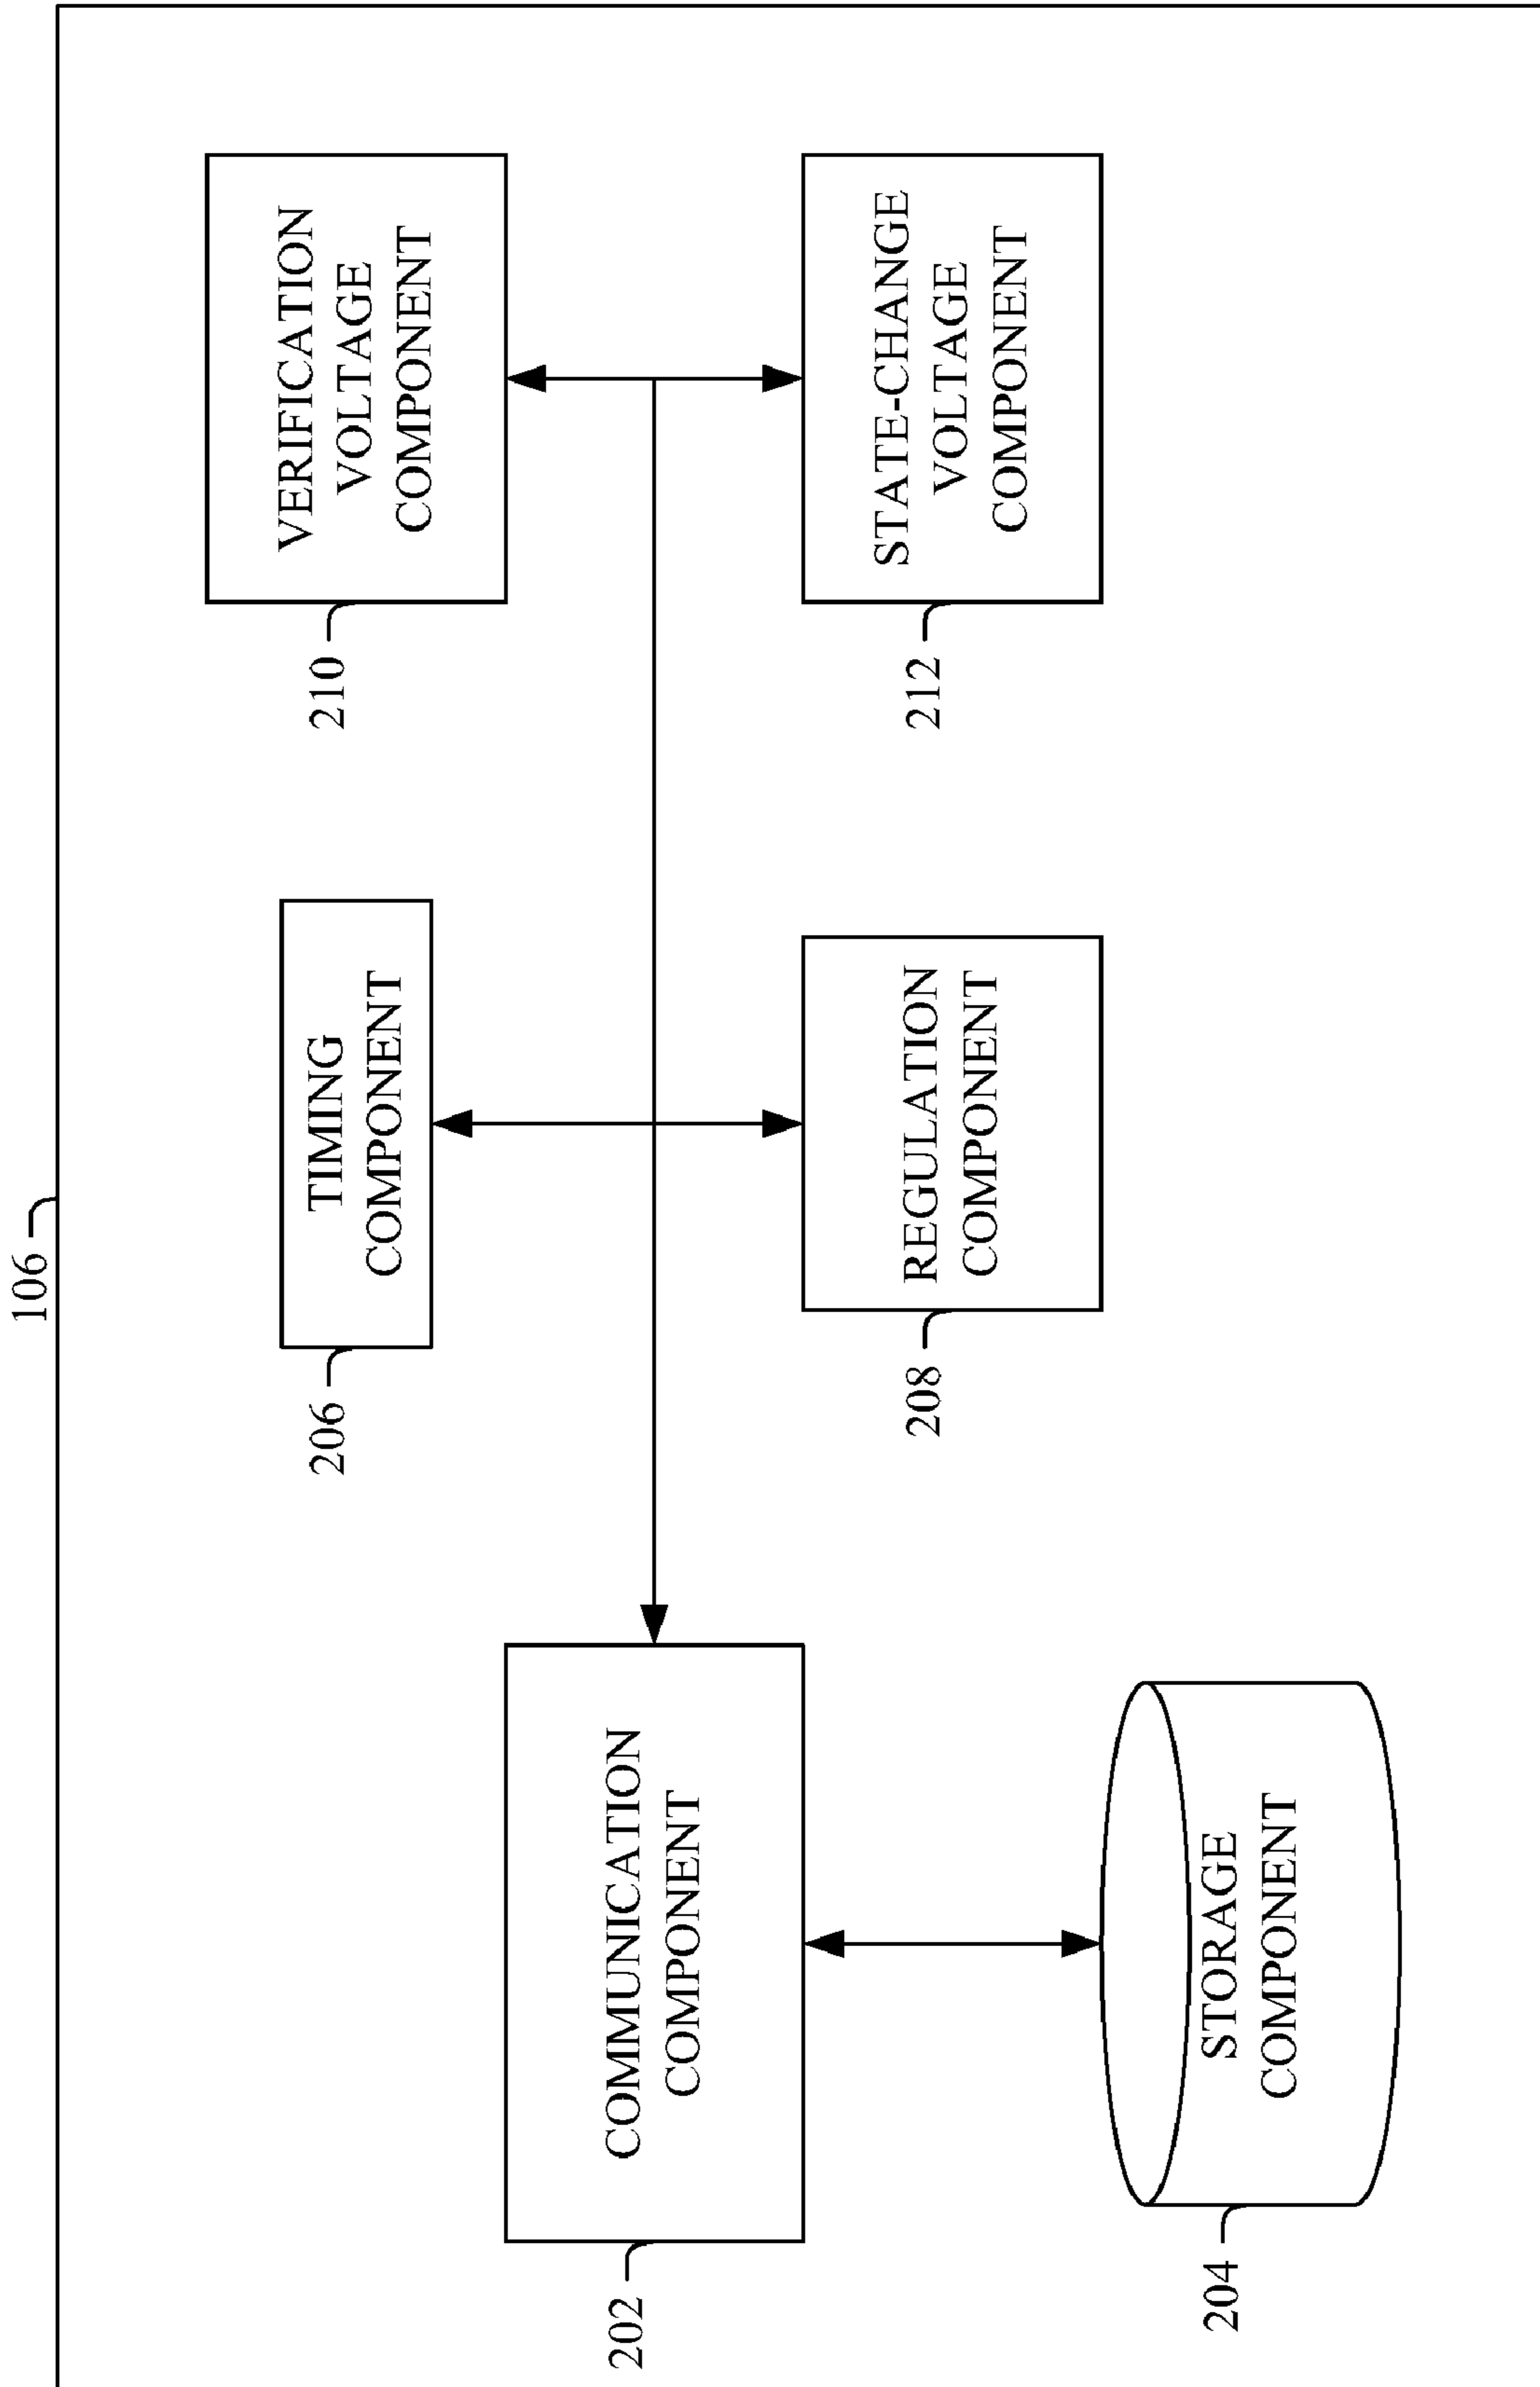 106
202
COMMUNICATION
COMPONENT
204
STORAGE
COMPONENT
206
TIMING
COMPONENT
208
REGULATION
COMPONENT
210
VERIFICATION
VOLTAGE
COMPONENT
212
STATE-CHANGE
VOLTAGE
COMPONENT